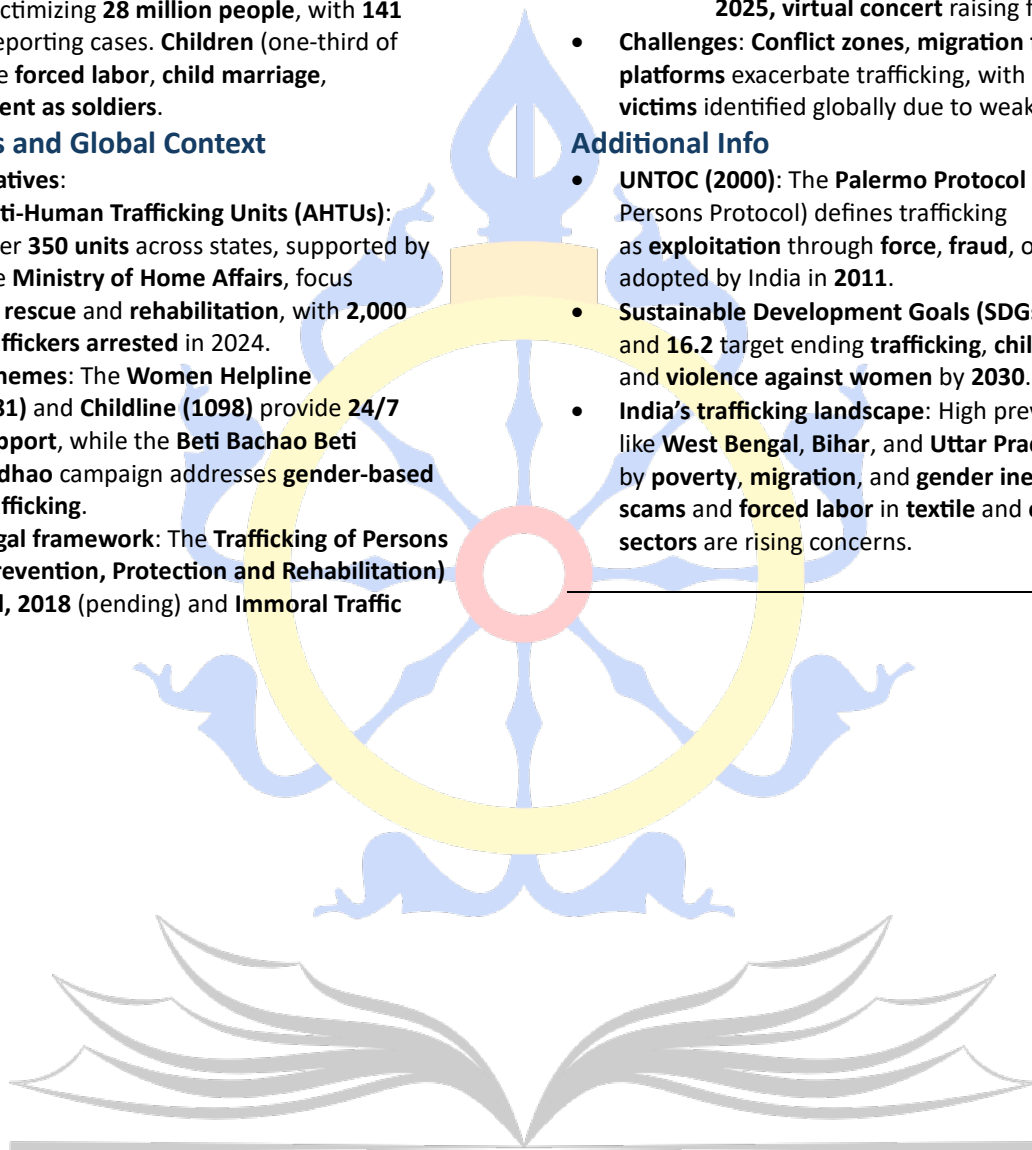 ctimizing 28 million people, with 141
eporting cases. Children (one-third of
e forced labor, child marriage,
ent as soldiers.
s and Global Context
atives:
ti-Human Trafficking Units (AHTUs):
er 350 units across states, supported by
e Ministry of Home Affairs, focus
rescue and rehabilitation, with 2,000
ffickers arrested in 2024.
hemes: The Women Helpline
81) and Childline (1098) provide 24/7
pport, while the Beti Bachao Beti
dhao campaign addresses gender-based
fficking.
gal framework: The Trafficking of Persons
revention, Protection and Rehabilitation)
l, 2018 (pending) and Immoral Traffic
2025, virtual concert raising f
• Challenges: Conflict zones, migration
platforms exacerbate trafficking, with
victims identified globally due to weak
Additional Info
• UNTOC (2000): The Palermo Protocol
Persons Protocol) defines trafficking
as exploitation through force, fraud, o
adopted by India in 2011.
• Sustainable Development Goals (SDGs
and 16.2 target ending trafficking, chil
and violence against women by 2030.
• India's trafficking landscape: High prev
like West Bengal, Bihar, and Uttar Prad
by poverty, migration, and gender ine
scams and forced labor in textile and
sectors are rising concerns.